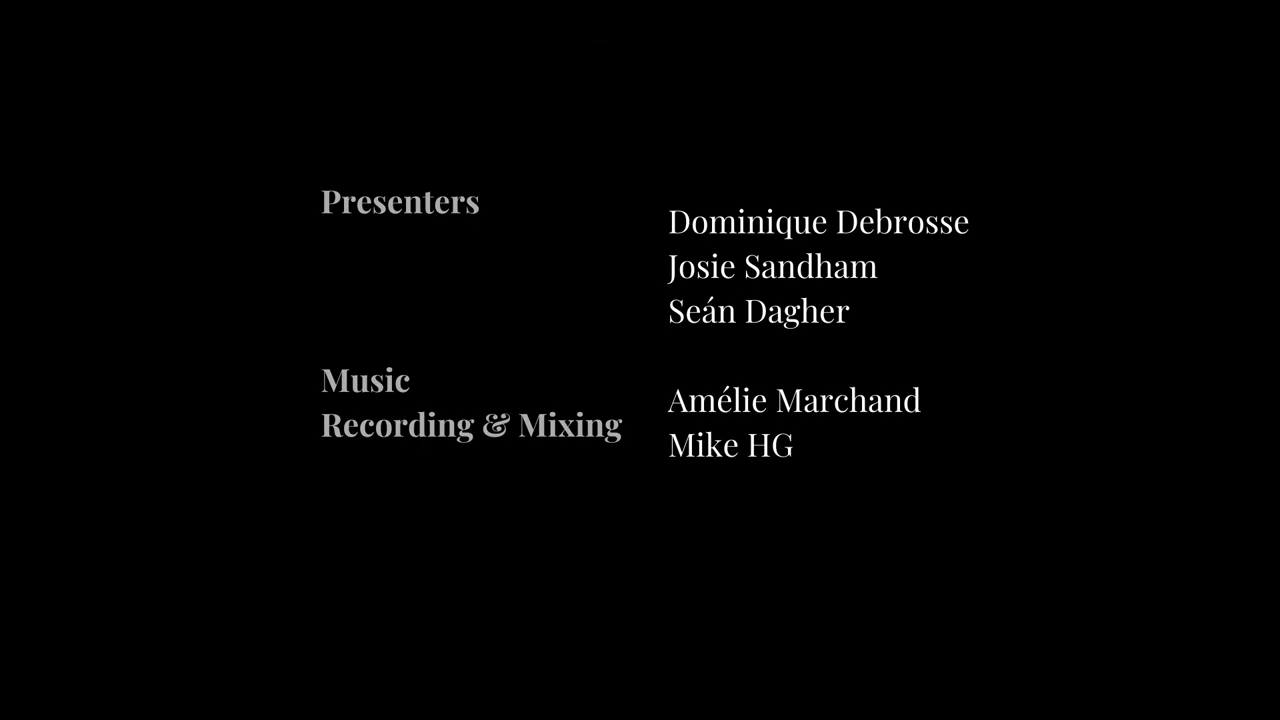 Presenters
Dominique Debrosse
Josie Sandham
Seán Dagher
Music
Recording & Mixing
Amélie Marchand
Mike HG